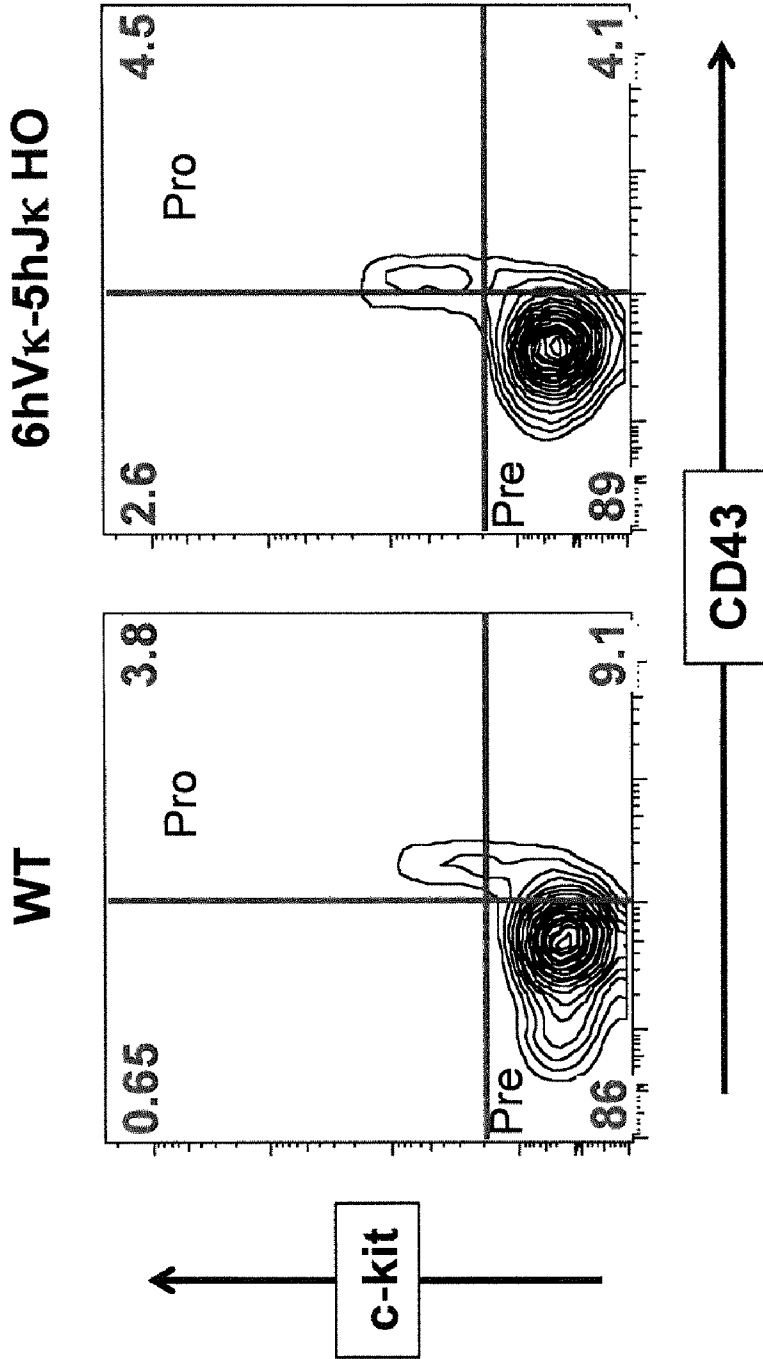 WT
6hVκ-5hJκ HO
0.65
3.8
Pro
Pre
86
9.1
2.6
4.5
Pro
Pre
89
4.1
c-kit
CD43